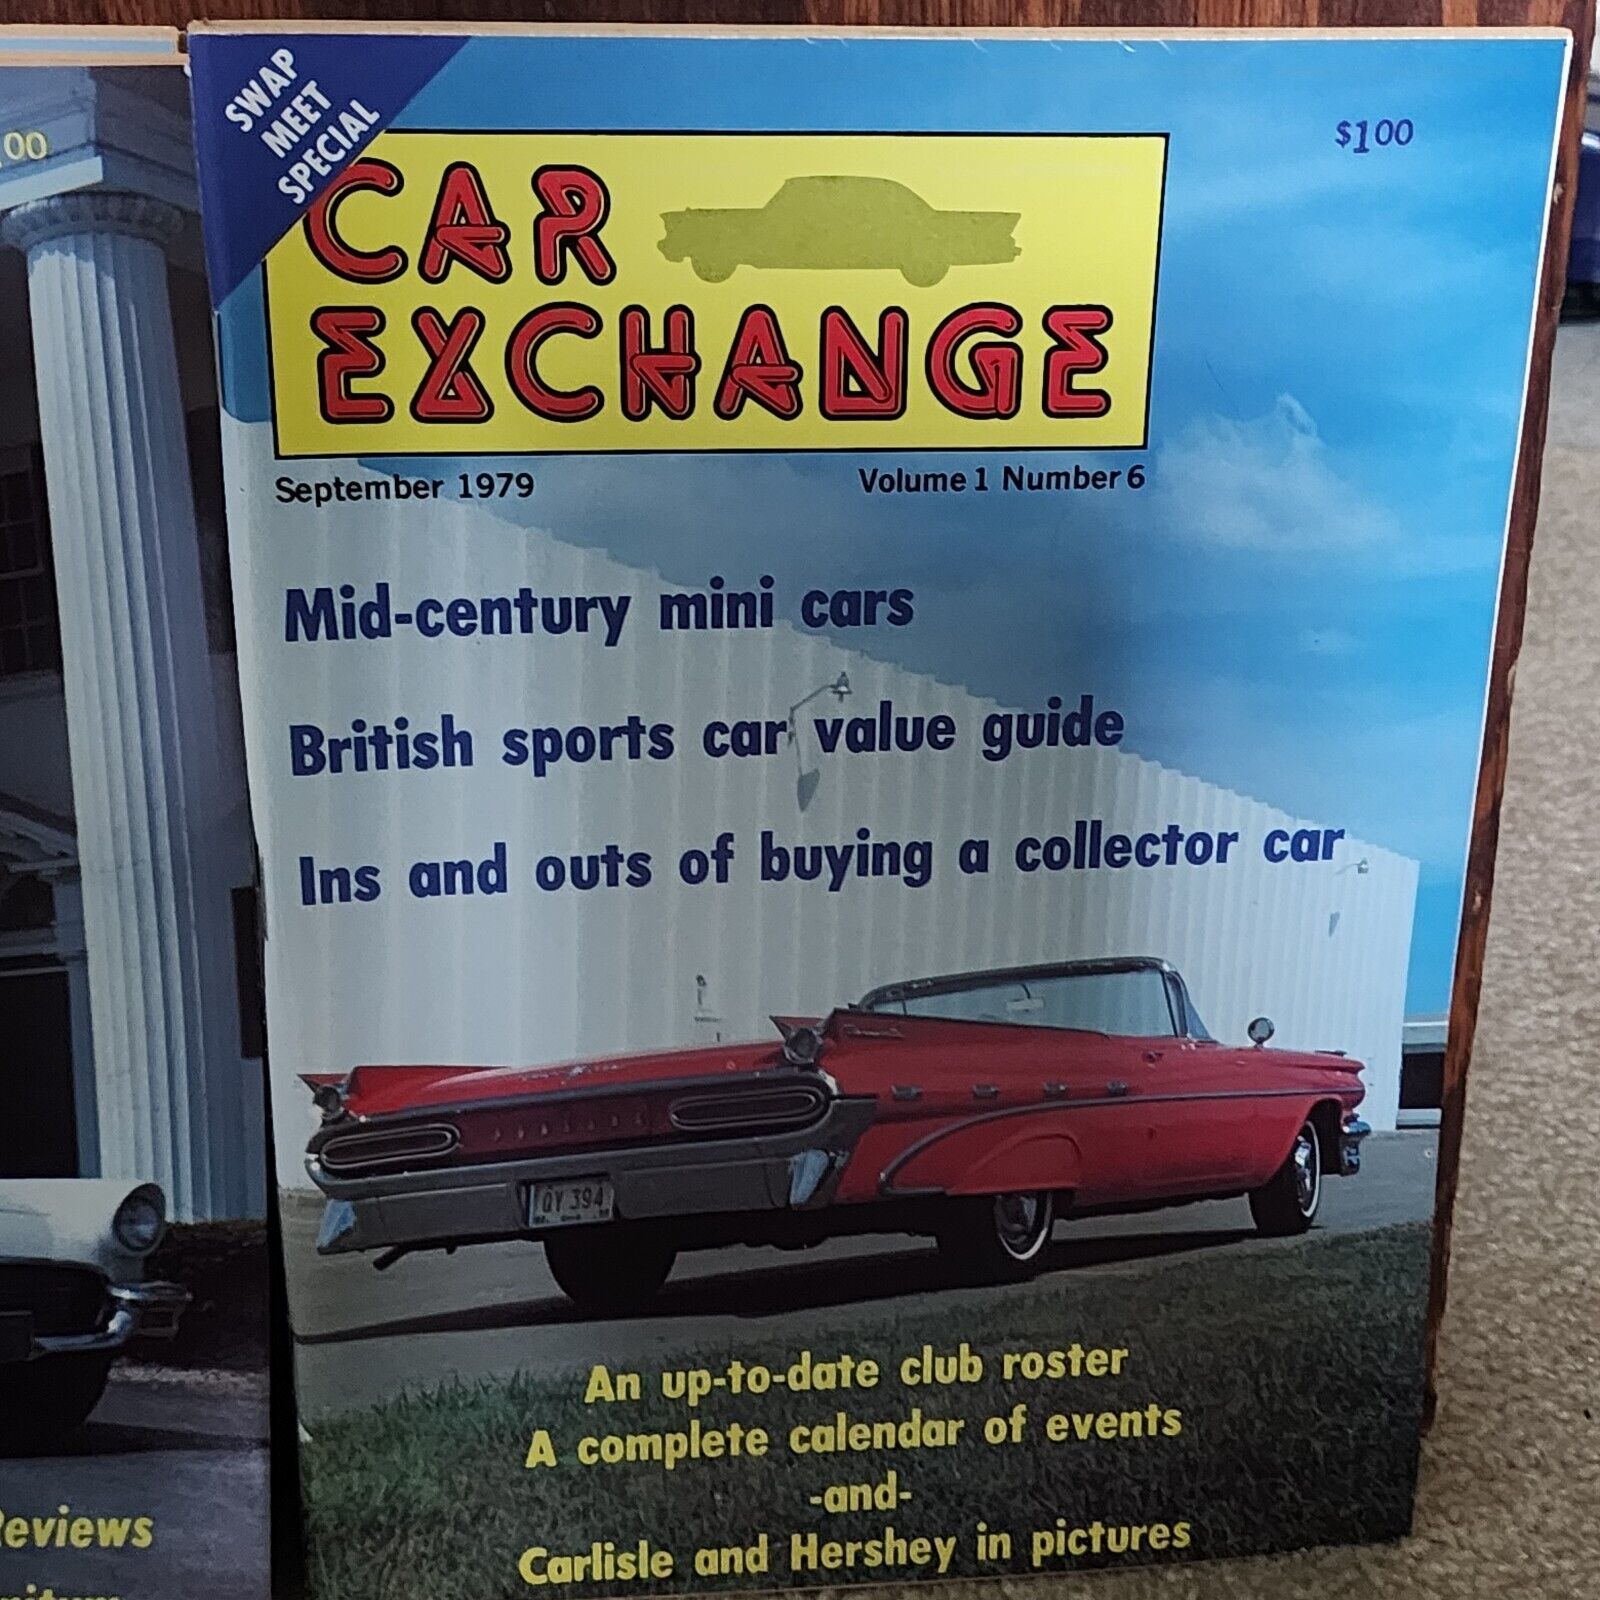 SWAP
MEET
SPECIAL
$1.00
CAR
EXCHANGE
September 1979
Volume 1 Number 6
Mid-century mini cars
British sports car value guide
Ins and outs of buying a collector car
QY 394
An up-to-date club roster
A complete calendar of events
-and-
Carlisle and Hershey in pictures
.00
Reviews